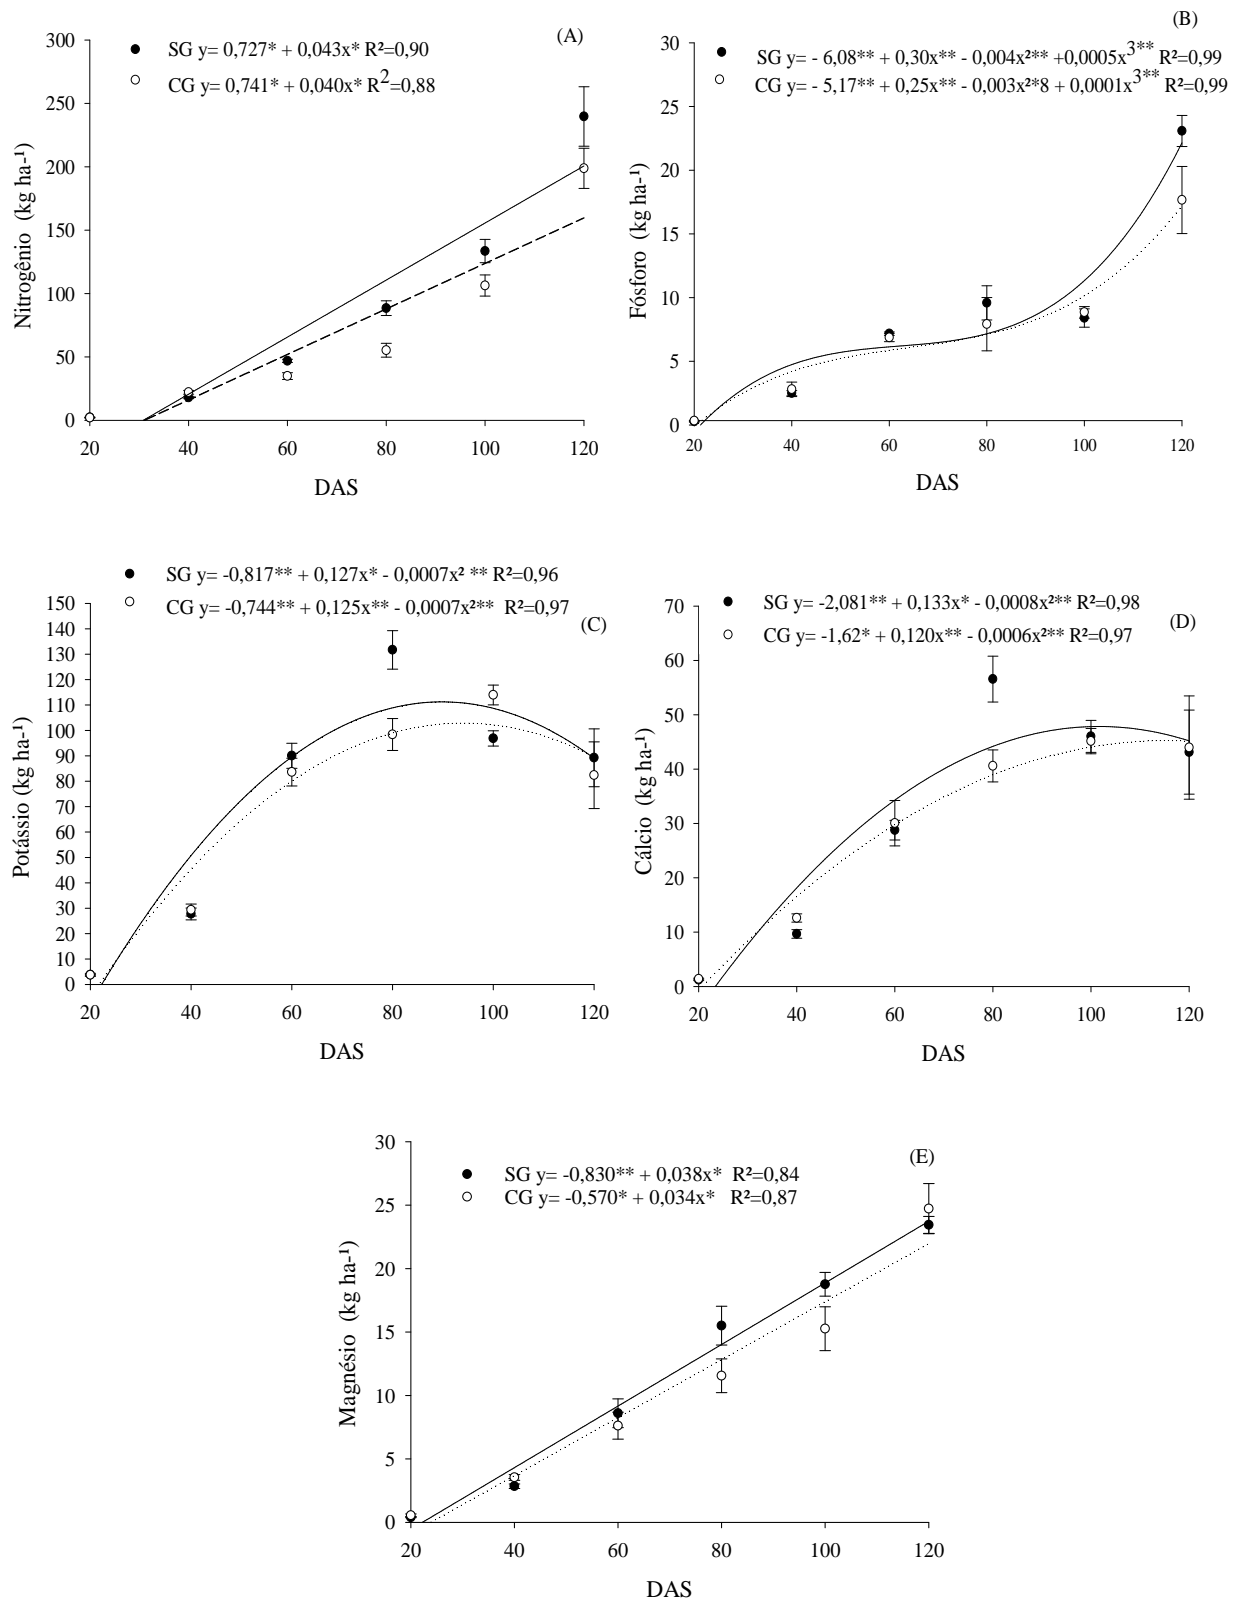 SG y= 0,727* + 0,043x* R²=0,90
(A)
CG y= 0,741* + 0,040x* R²=0,88
300
250
200
150
100
50
0
Nitrogênio (kg ha-¹)
20 40 60 80 100 120
DAS
(B)
SG y= - 6,08** + 0,30x** - 0,004x²** +0,0005x³** R²=0,99
CG y= - 5,17** + 0,25x** - 0,003x²*8 + 0,0001x³** R²=0,99
30
25
20
15
10
5
0
Fósforo (kg ha-¹)
20 40 60 80 100 120
DAS
SG y= -0,817** + 0,127x* - 0,0007x² ** R²=0,96
CG y= -0,744** + 0,125x** - 0,0007x²** R²=0,97
(C)
150
140
130
120
110
100
90
80
70
60
50
40
30
20
10
0
Potássio (kg ha-¹)
20 40 60 80 100 120
DAS
SG y= -2,081** + 0,133x* - 0,0008x²** R²=0,98
(D)
CG y= -1,62* + 0,120x** - 0,0006x²** R²=0,97
70
60
50
40
30
20
10
0
Cálcio (kg ha-¹)
20 40 60 80 100 120
DAS
(E)
SG y= -0,830** + 0,038x* R²=0,84
CG y= -0,570* + 0,034x* R²=0,87
30
25
20
15
10
5
0
Magnésio (kg ha-¹)
20 40 60 80 100 120
DAS